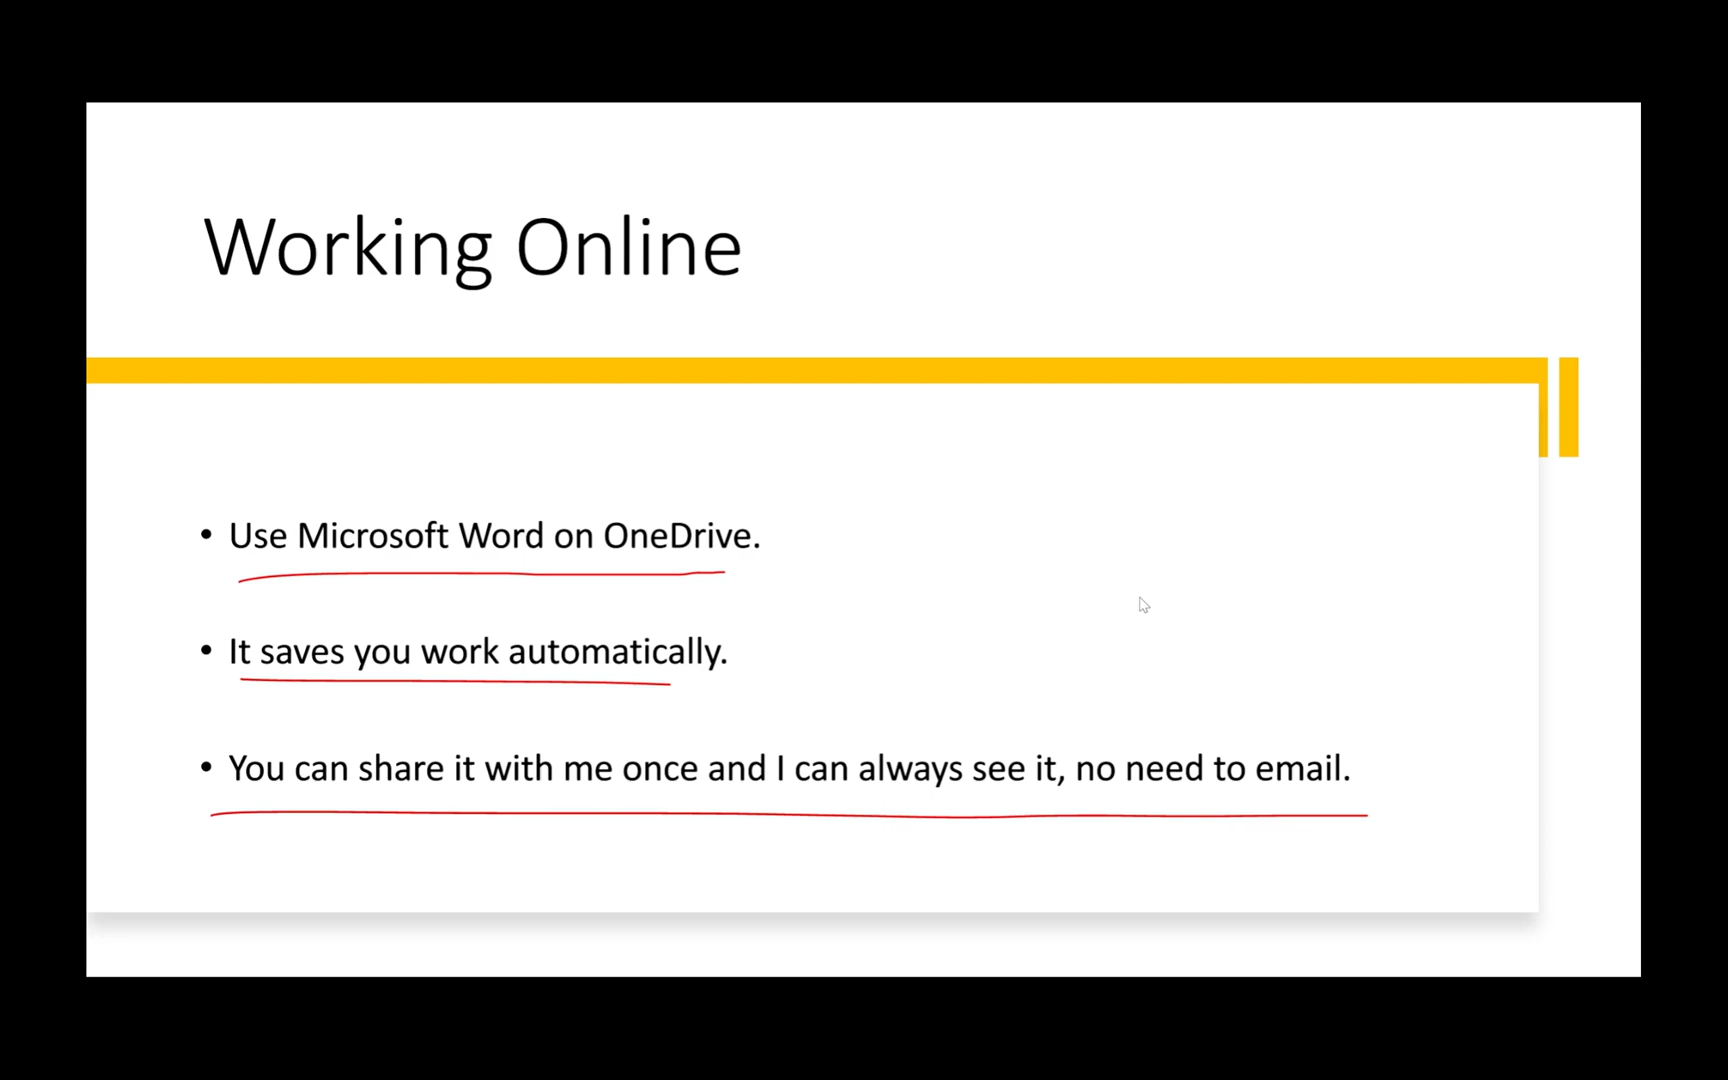 Working Online
• Use Microsoft Word on OneDrive.
• It saves you work automatically.
• You can share it with me once and I can always see it, no need to email.